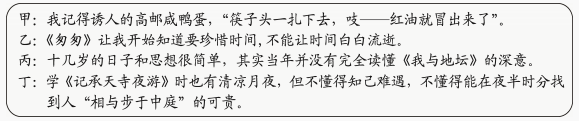 甲：我记得诱人的高邮咸鸭蛋，“筷子头一扎下去，吱——红油就冒出来了”。
乙：《匆匆》让我开始知道要珍惜时间，不能让时间白白流逝。
丙：十几岁的日子和思想很简单，其实当年并没有完全读懂《我与地坛》的深意。
丁：学《记承天寺夜游》时也有清凉月夜，但不懂得知己难遇，不懂得能在夜半时分找
到人“相与步于中庭”的可贵。